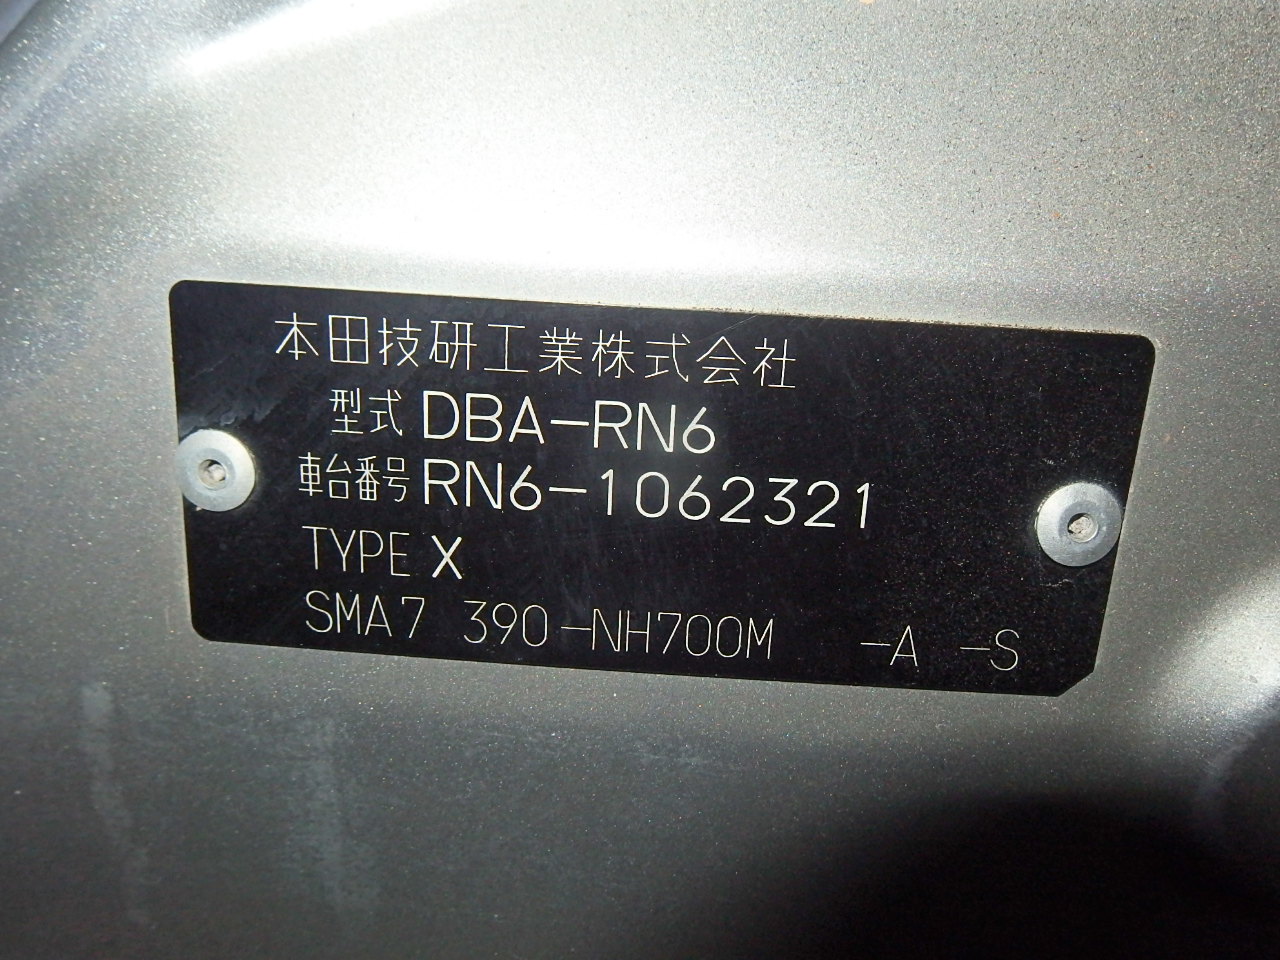 本田技研工業株式会社
型式 DBA-RN6
車台番号 RN6-1062321
TYPE X
SMA7 390-NH700M -A -S